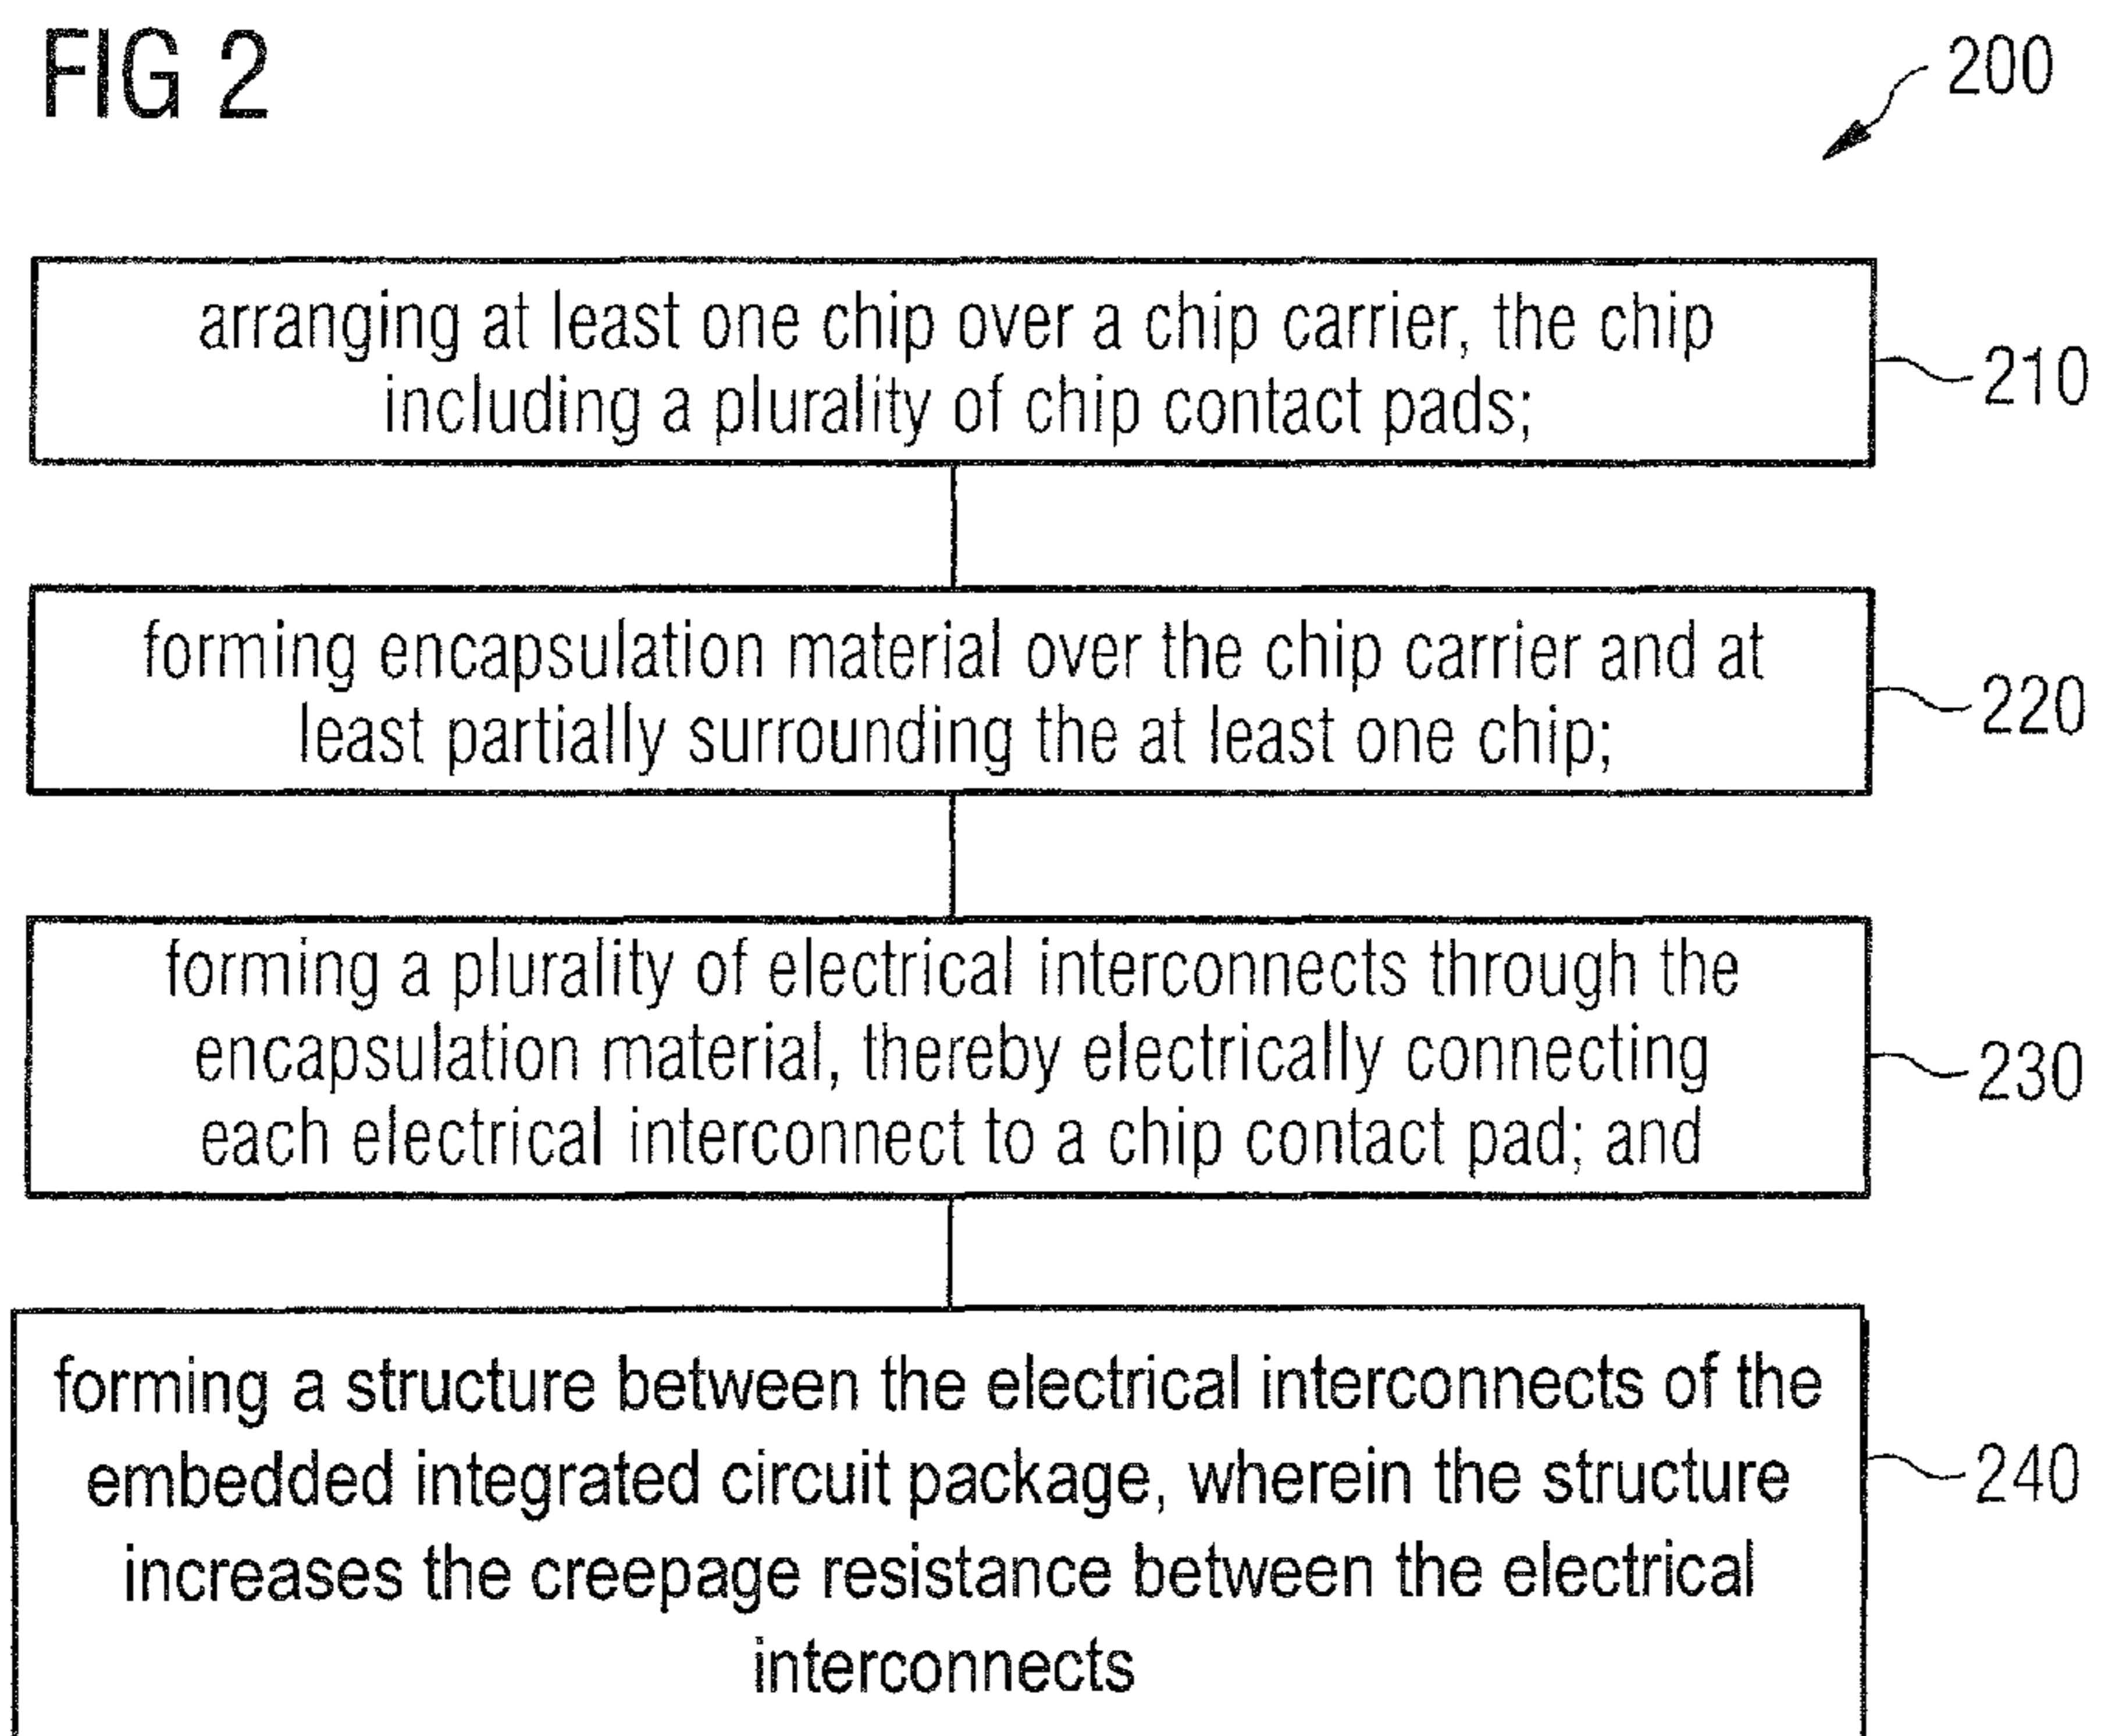 FIG 2
200
arranging at least one chip over a chip carrier, the chip
including a plurality of chip contact pads;
210
forming encapsulation material over the chip carrier and at
least partially surrounding the at least one chip;
220
forming a plurality of electrical interconnects through the
encapsulation material, thereby electrically connecting
each electrical interconnect to a chip contact pad; and
230
forming a structure between the electrical interconnects of the
embedded integrated circuit package, wherein the structure
increases the creepage resistance between the electrical
interconnects
240